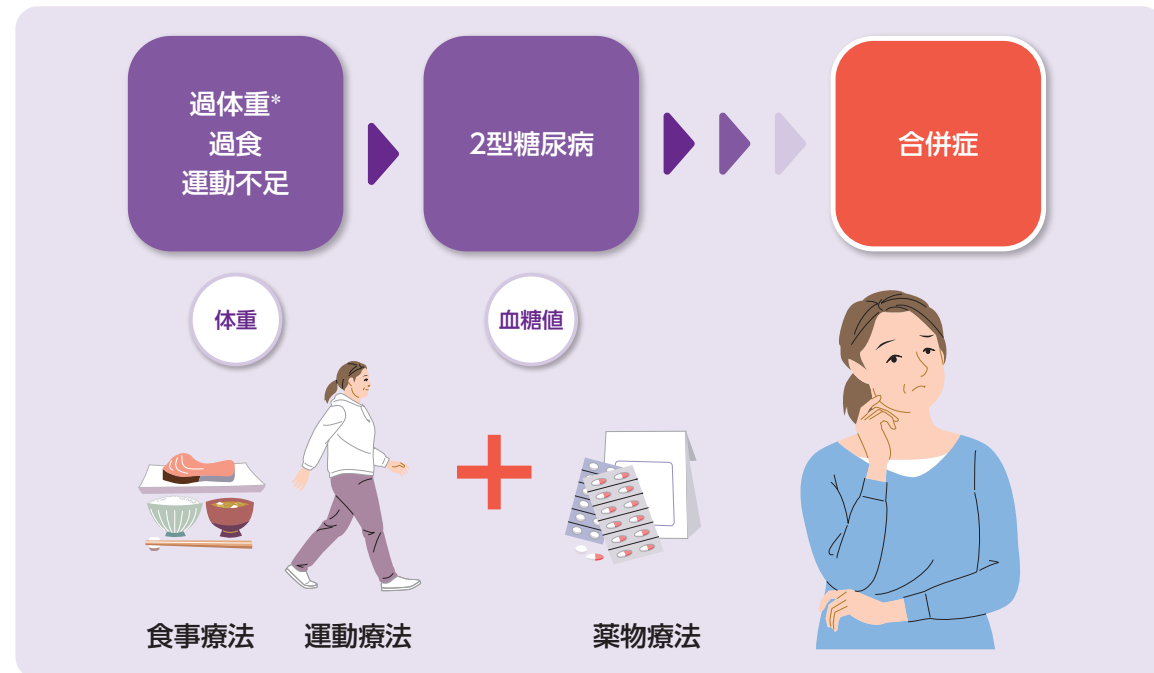 過体重*
過食
運動不足
2型糖尿病
合併症
体重
血糖値
食事療法
運動療法
薬物療法